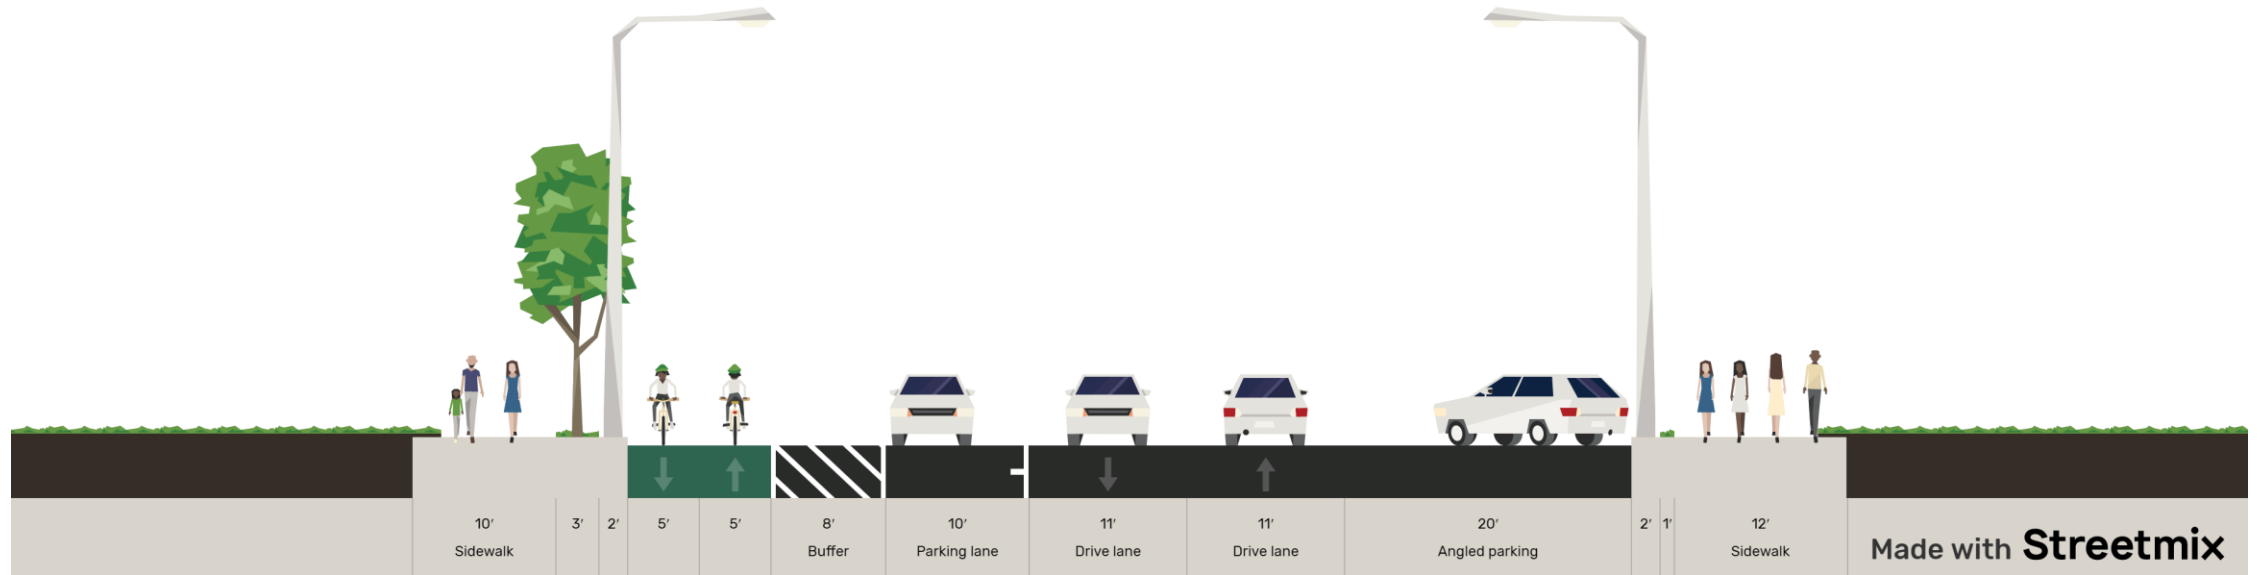 10′
Sidewalk
3′
2′
5′
5′
8′
Buffer
10′
Parking lane
11′
Drive lane
11′
Drive lane
20′
Angled parking
2′
1′
12′
Sidewalk
Made with Streetmix